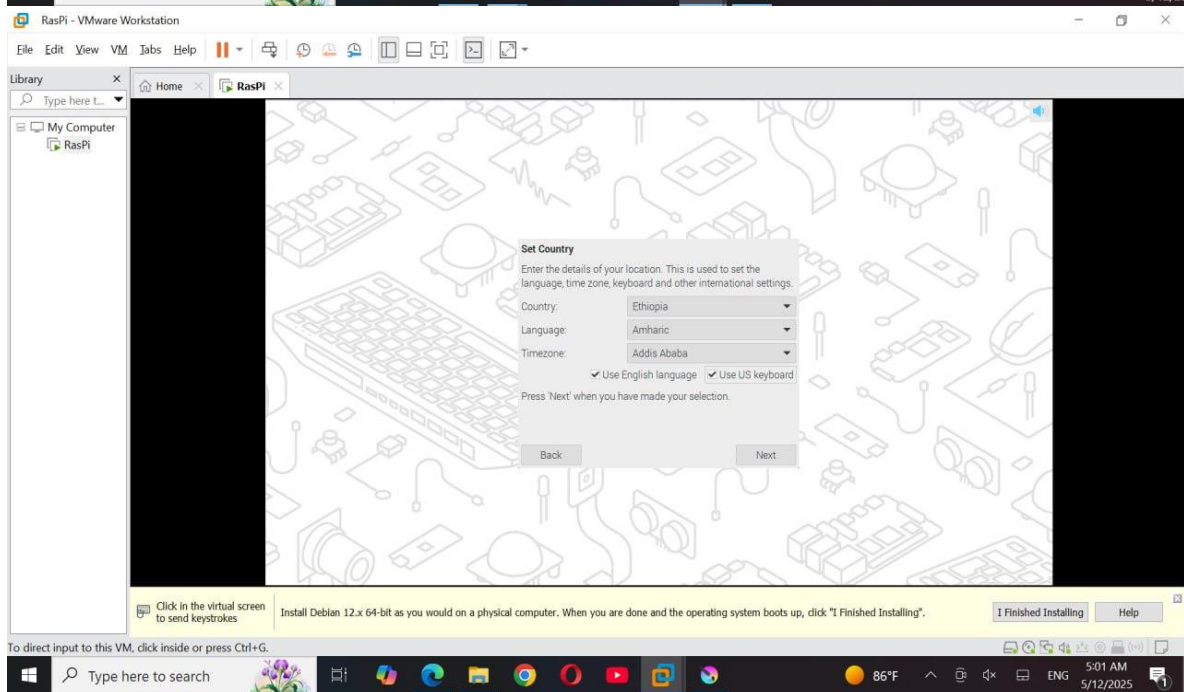 RasPi - VMware Workstation
File Edit View VM Tabs Help
Library
Home
RasPi
Type here t...
My Computer
RasPi
Set Country
Enter the details of your location. This is used to set the
language, time zone, keyboard and other international settings.
Country: Ethiopia
Language: Amharic
Timezone: Addis Ababa
Use English language Use US keyboard
Press 'Next' when you have made your selection.
Back Next
Click in the virtual screen
to send keystrokes
Install Debian 12.x 64-bit as you would on a physical computer. When you are done and the operating system boots up, click "I Finished Installing".
I Finished Installing Help
To direct input to this VM, click inside or press Ctrl+G.
Type here to search
86°F
ENG
5:01 AM
5/12/2025
1